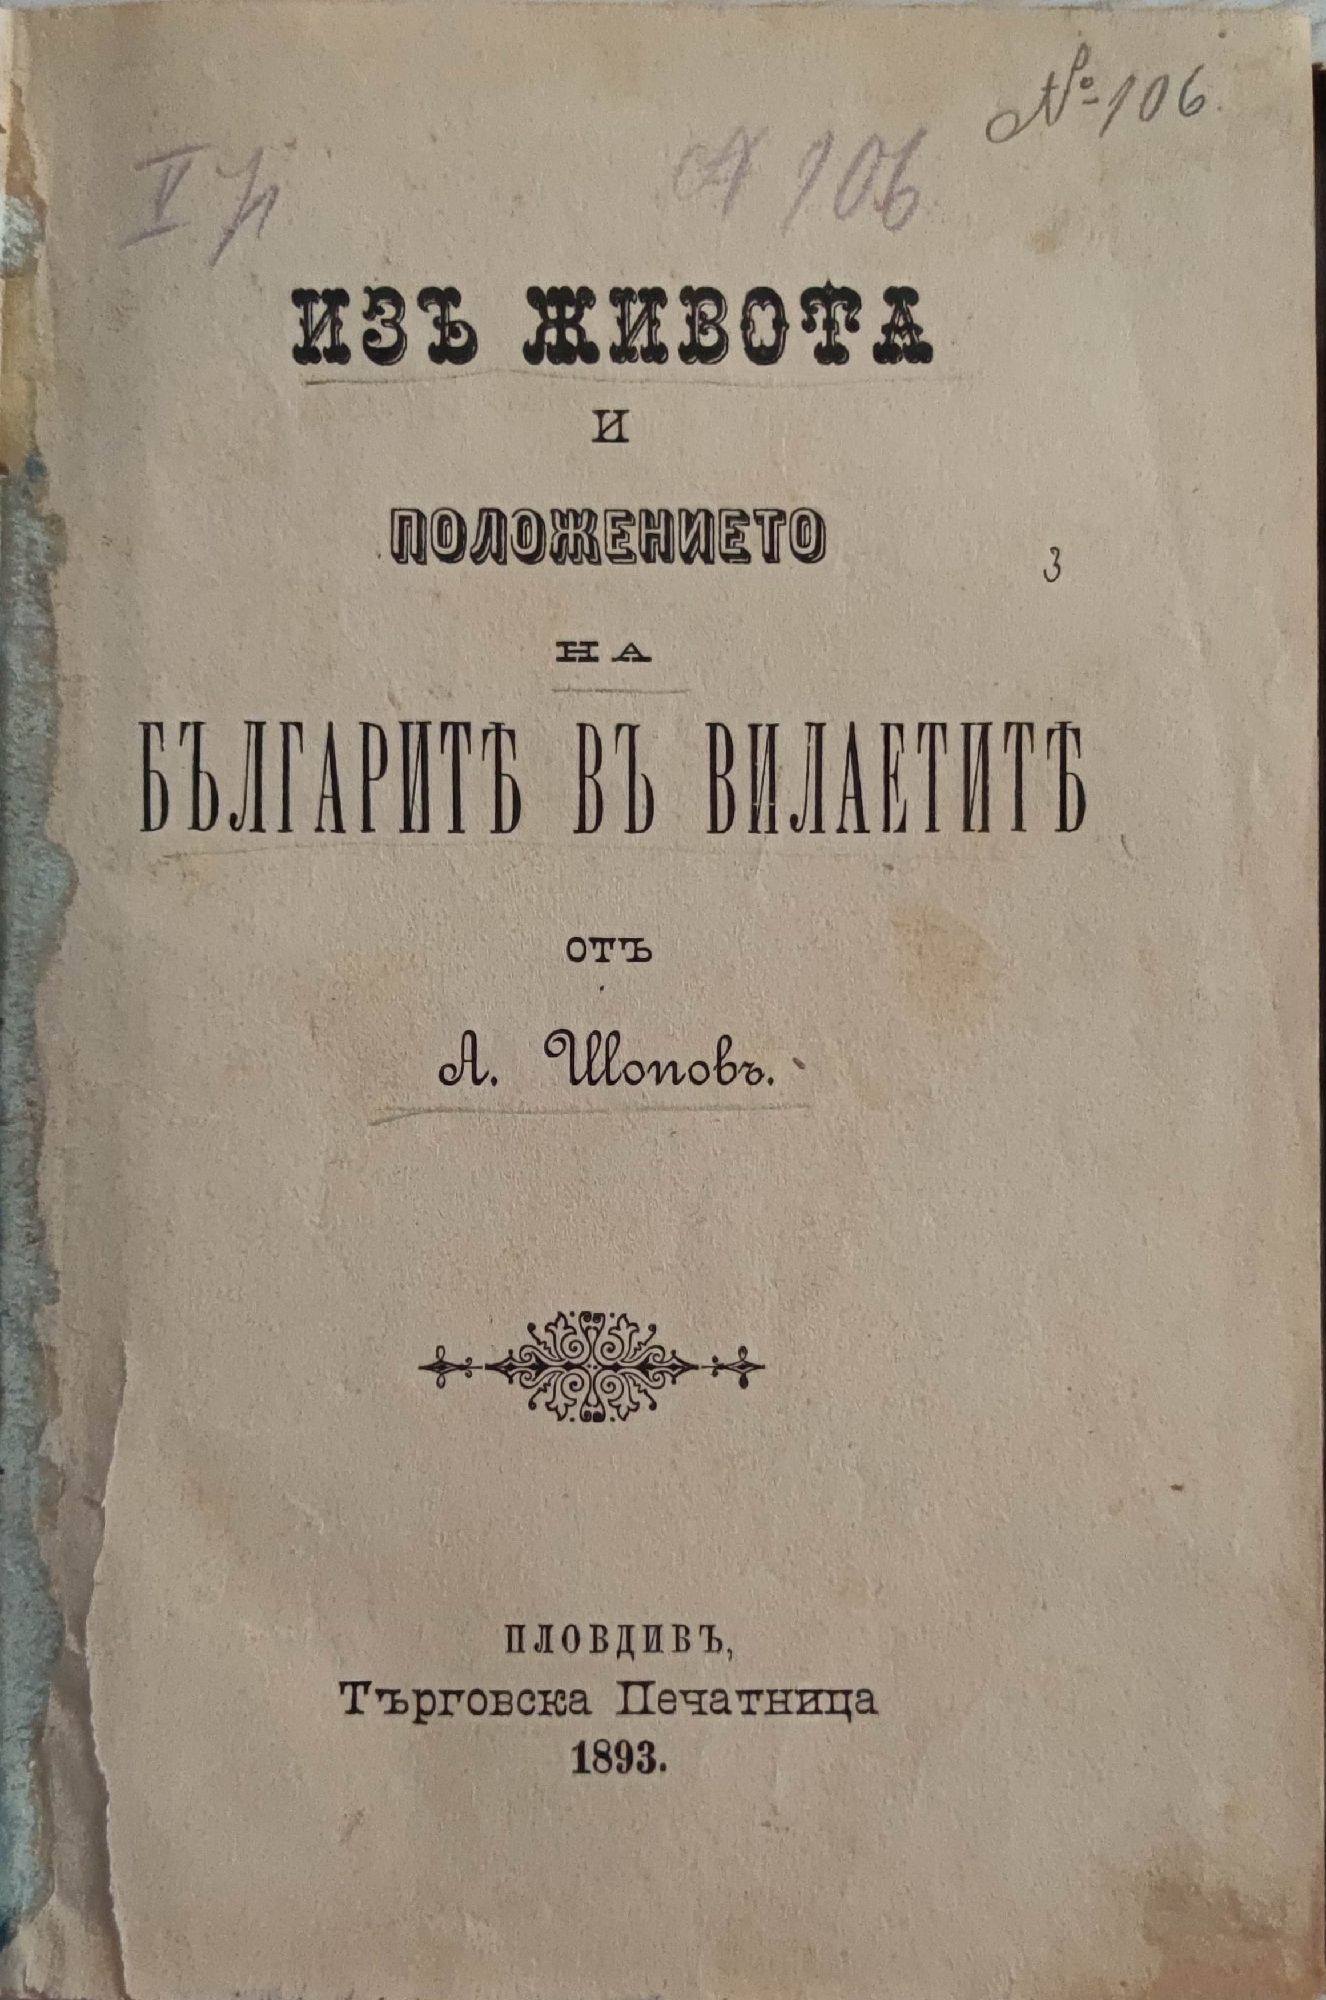 № 106
№ 106
ИЗЪ ЖИВОТА
И
ПОЛОЖЕНИЕТО
3
НА
БЪЛГАРИТѢ ВЪ ВИЛАЕТИТѢ
отъ
А. Шоповъ.
ПЛОВДИВЪ,
Търговска Печатница
1893.